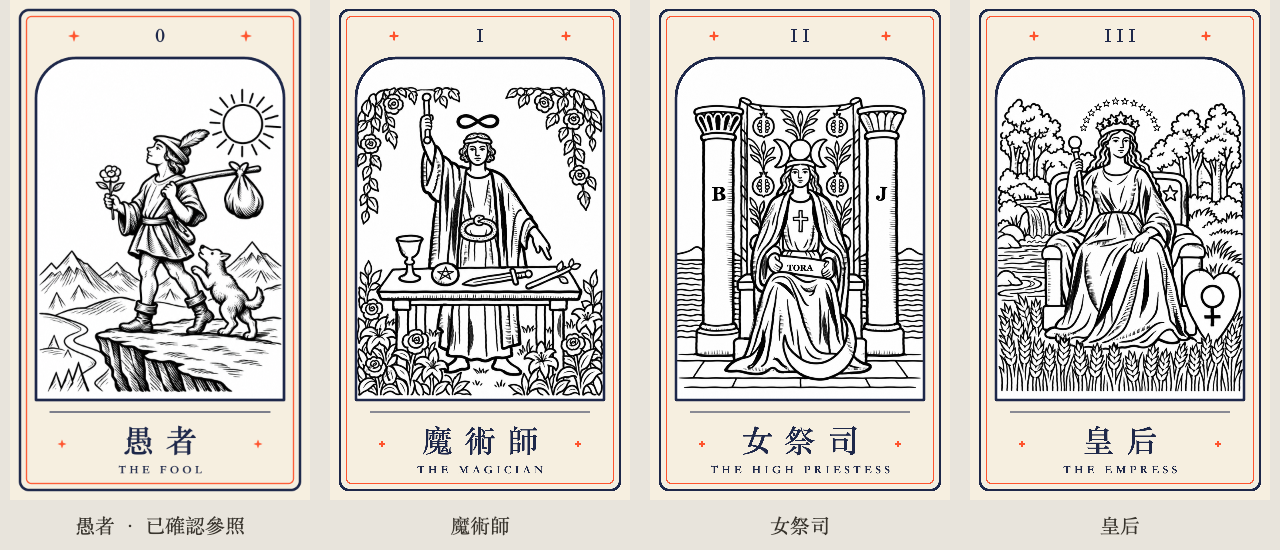 0
愚者
THE FOOL
愚者 · 已確認參照
I
魔術師
THE MAGICIAN
魔術師
II
B
J
TORA
女祭司
THE HIGH PRIESTESS
女祭司
III
皇后
THE EMPRESS
皇后